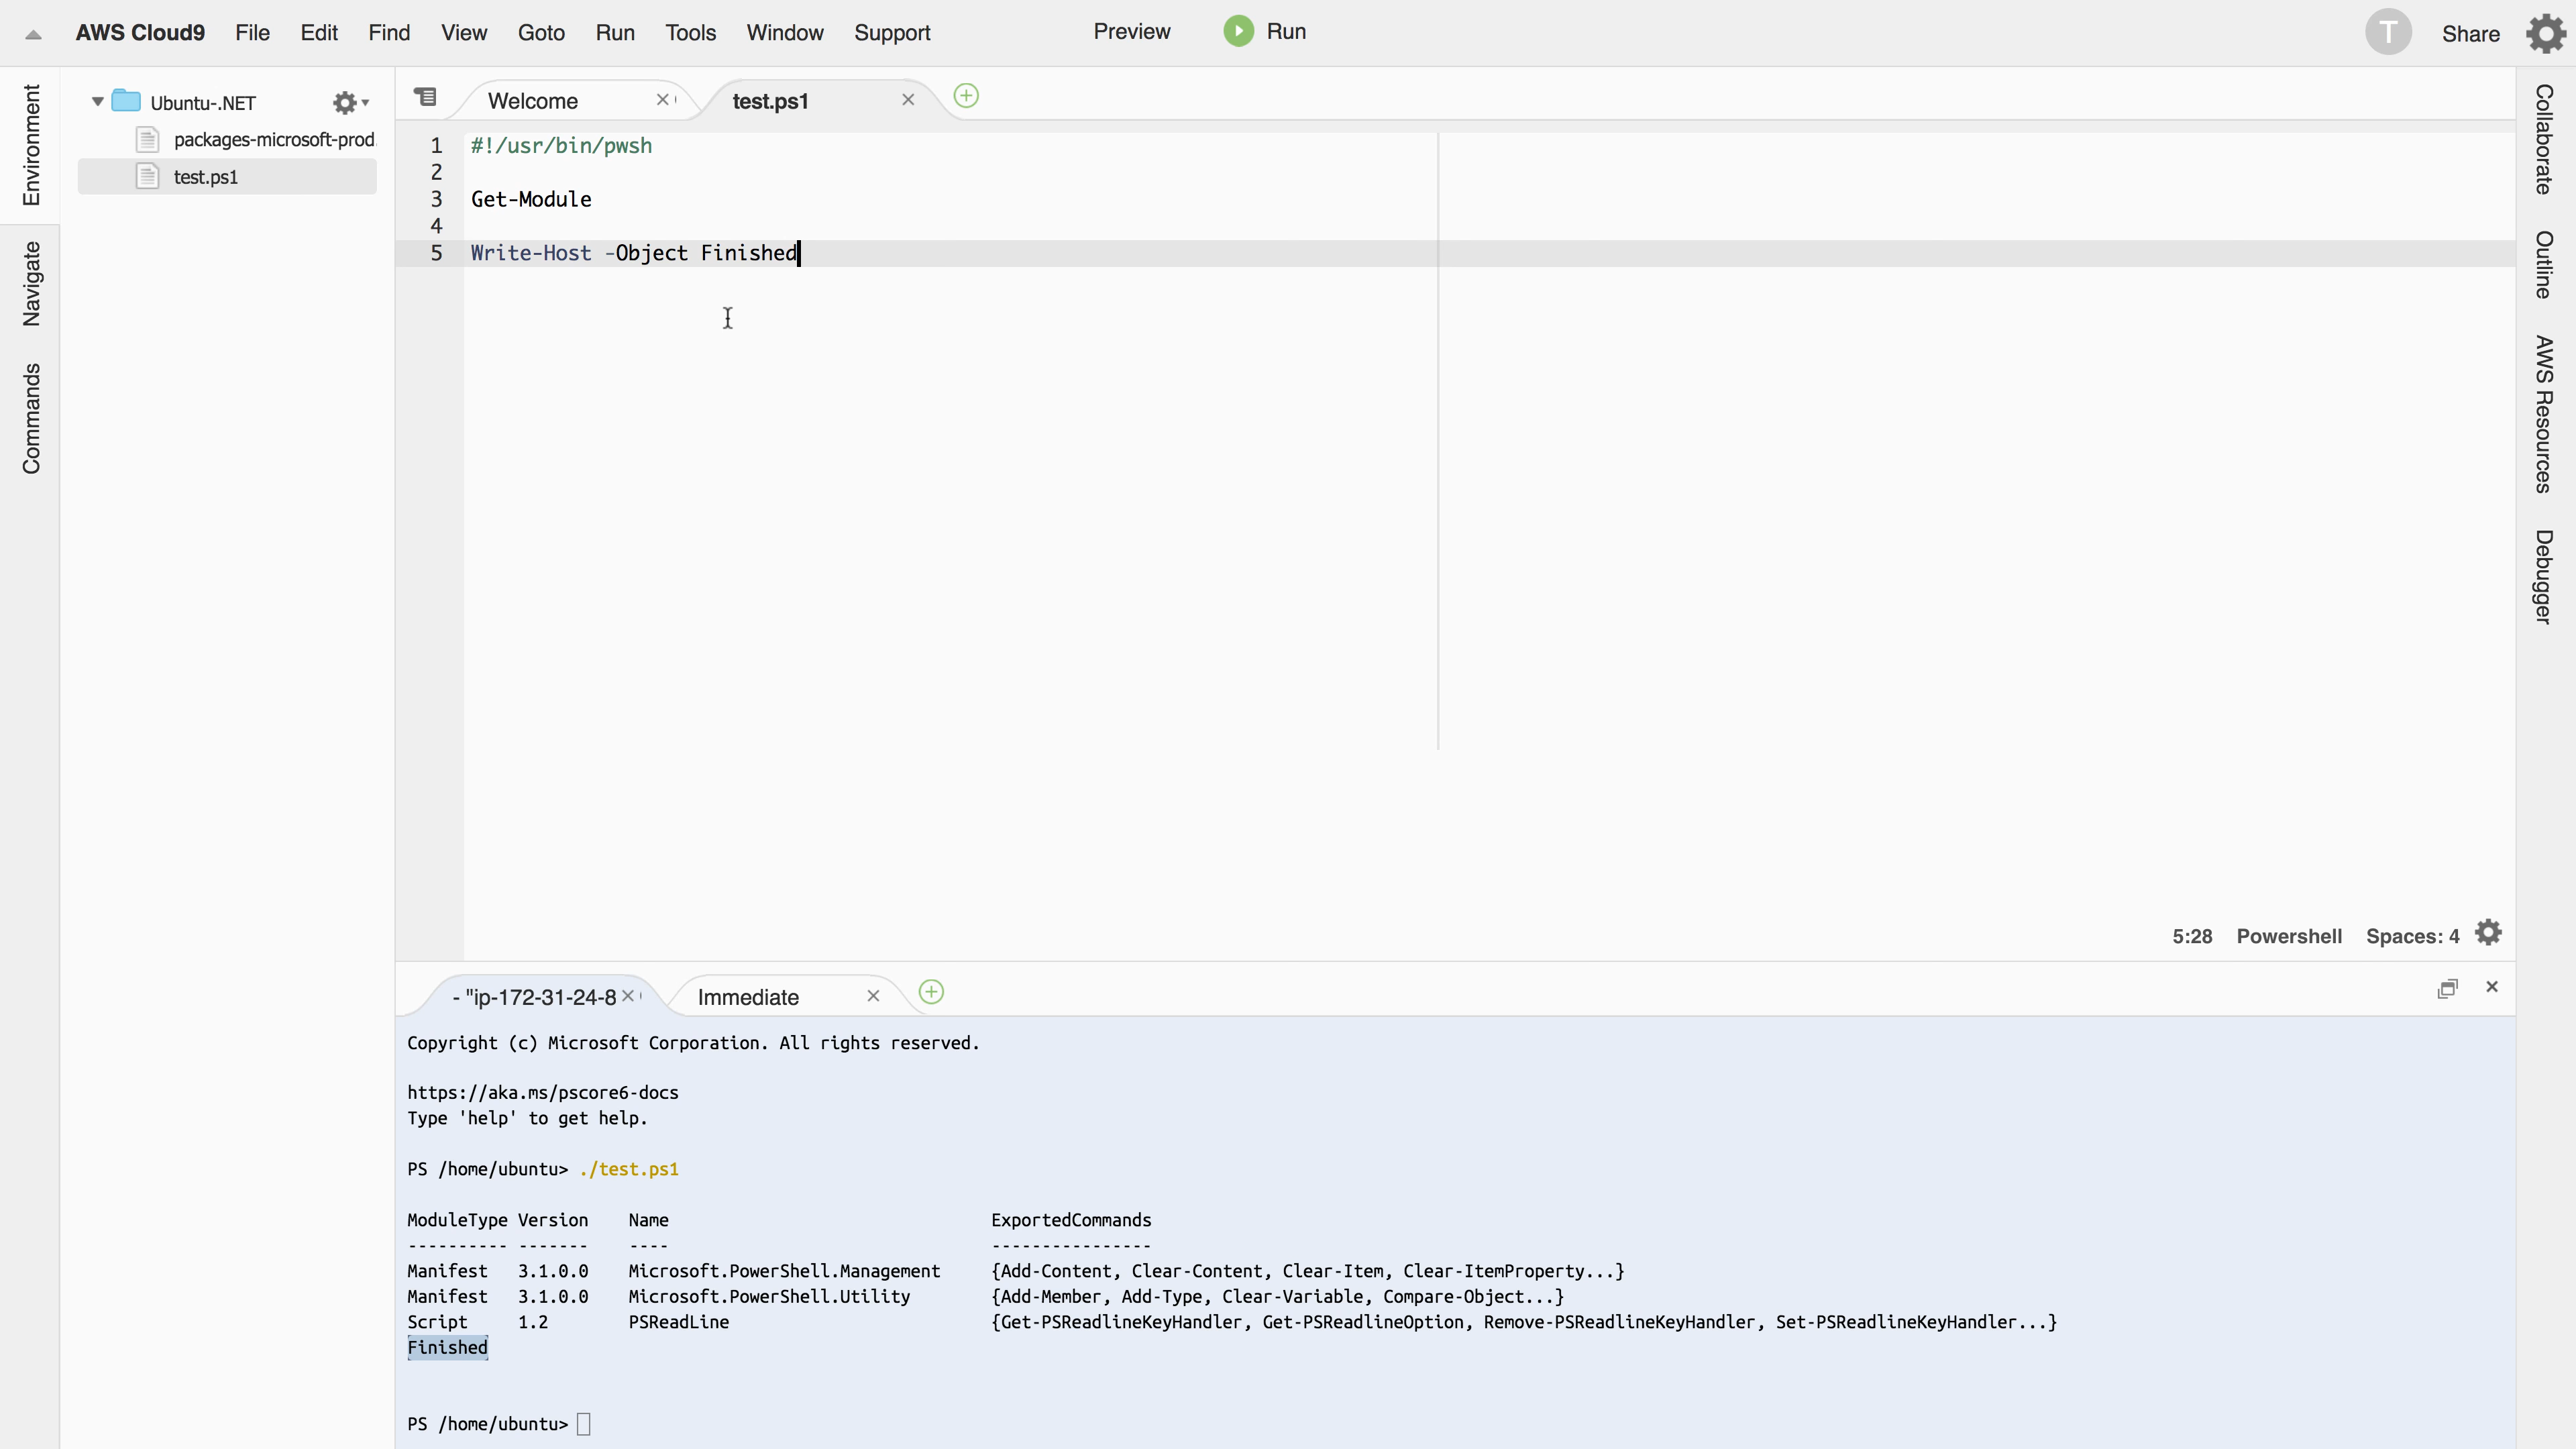 AWS Cloud9 File Edit Find View Goto Run Tools Window Support Preview Run T Share
Environment
Navigate
Commands
Ubuntu-.NET
packages-microsoft-prod.
test.ps1
Welcome
test.ps1
1 #!/usr/bin/pwsh
2
3 Get-Module
4
5 Write-Host -Object Finished
5:28 Powershell Spaces: 4
Collaborate
Outline
AWS Resources
Debugger
- "ip-172-31-24-8
Immediate
Copyright (c) Microsoft Corporation. All rights reserved.
https://aka.ms/pscore6-docs
Type 'help' to get help.
PS /home/ubuntu> ./test.ps1
ModuleType Version    Name                                ExportedCommands
---------- -------    ----                                ----------------
Manifest   3.1.0.0    Microsoft.PowerShell.Management     {Add-Content, Clear-Content, Clear-Item, Clear-ItemProperty...}
Manifest   3.1.0.0    Microsoft.PowerShell.Utility        {Add-Member, Add-Type, Clear-Variable, Compare-Object...}
Script     1.2        PSReadLine                          {Get-PSReadlineKeyHandler, Get-PSReadlineOption, Remove-PSReadlineKeyHandler, Set-PSReadlineKeyHandler...}
Finished
PS /home/ubuntu>